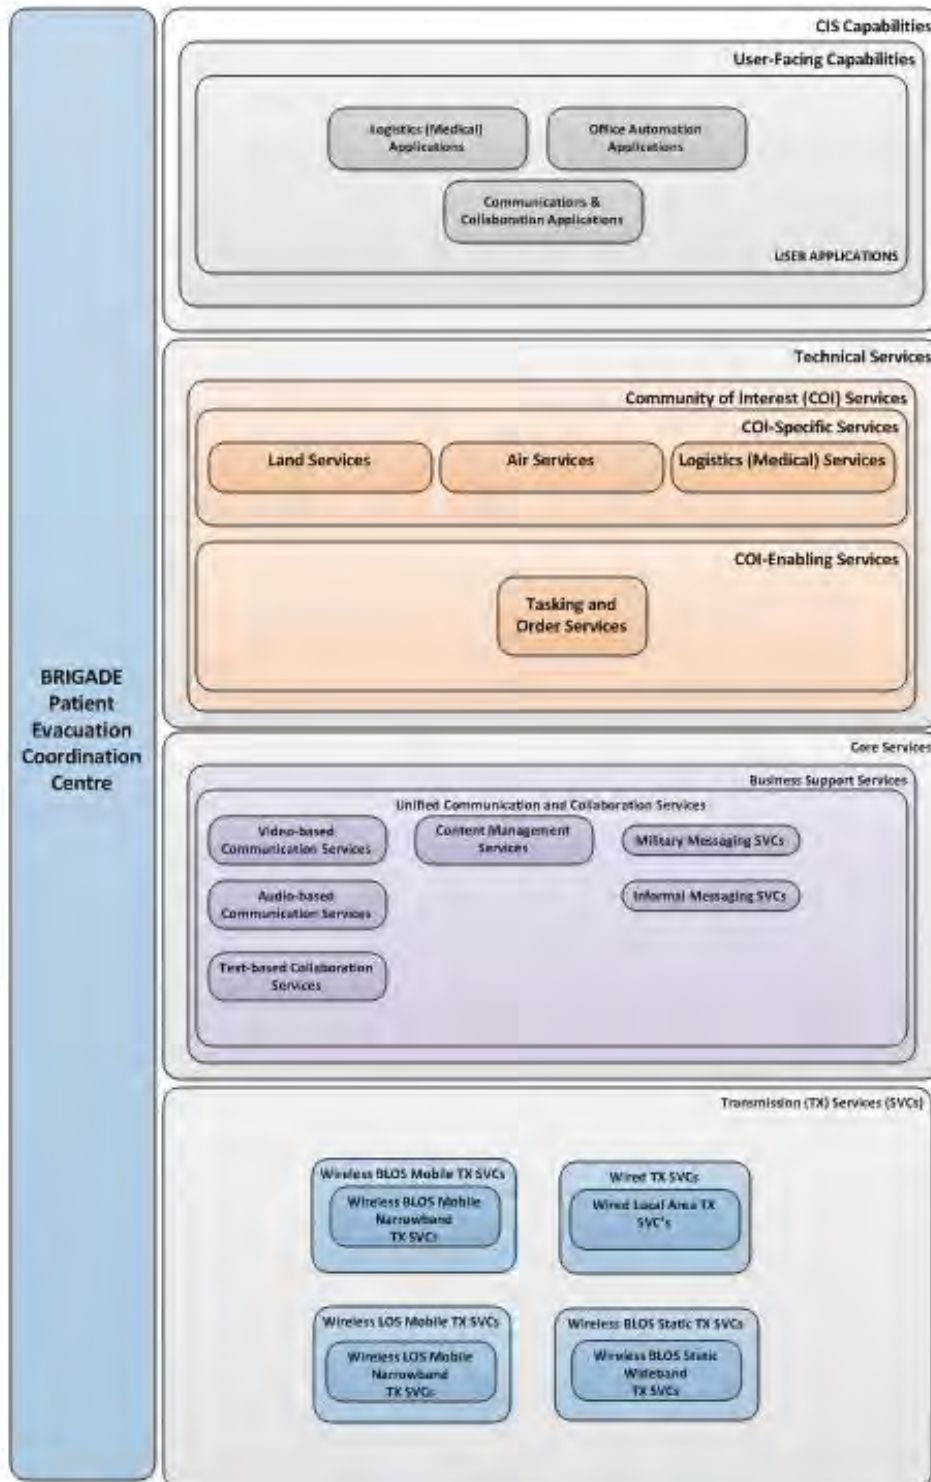 BRIGADE
Patient
Evacuation
Coordination
Centre
CIS Capabilities
User-Facing Capabilities
Logistics (Medical)
Applications
Office Automation
Applications
Communications &
Collaboration Applications
USER APPLICATIONS
Technical Services
Community of Interest (COI) Services
COI-Specific Services
Land Services
Air Services
Logistics (Medical) Services
COI-Enabling Services
Tasking and
Order Services
Core Services
Business Support Services
Unified Communication and Collaboration Services
Video-based
Communication Services
Content Management
Services
Military Messaging SVCs
Audio-based
Communication Services
Informal Messaging SVCs
Text-based Collaboration
Services
Transmission (TX) Services (SVCs)
Wireless BLOS Mobile TX SVCs
Wireless BLOS Mobile
Narrowband
TX SVCs
Wired TX SVCs
Wired Local Area TX
SVC's
Wireless LOS Mobile TX SVCs
Wireless LOS Mobile
Narrowband
TX SVCs
Wireless BLOS Static TX SVCs
Wireless BLOS Static
Wideband
TX SVCs